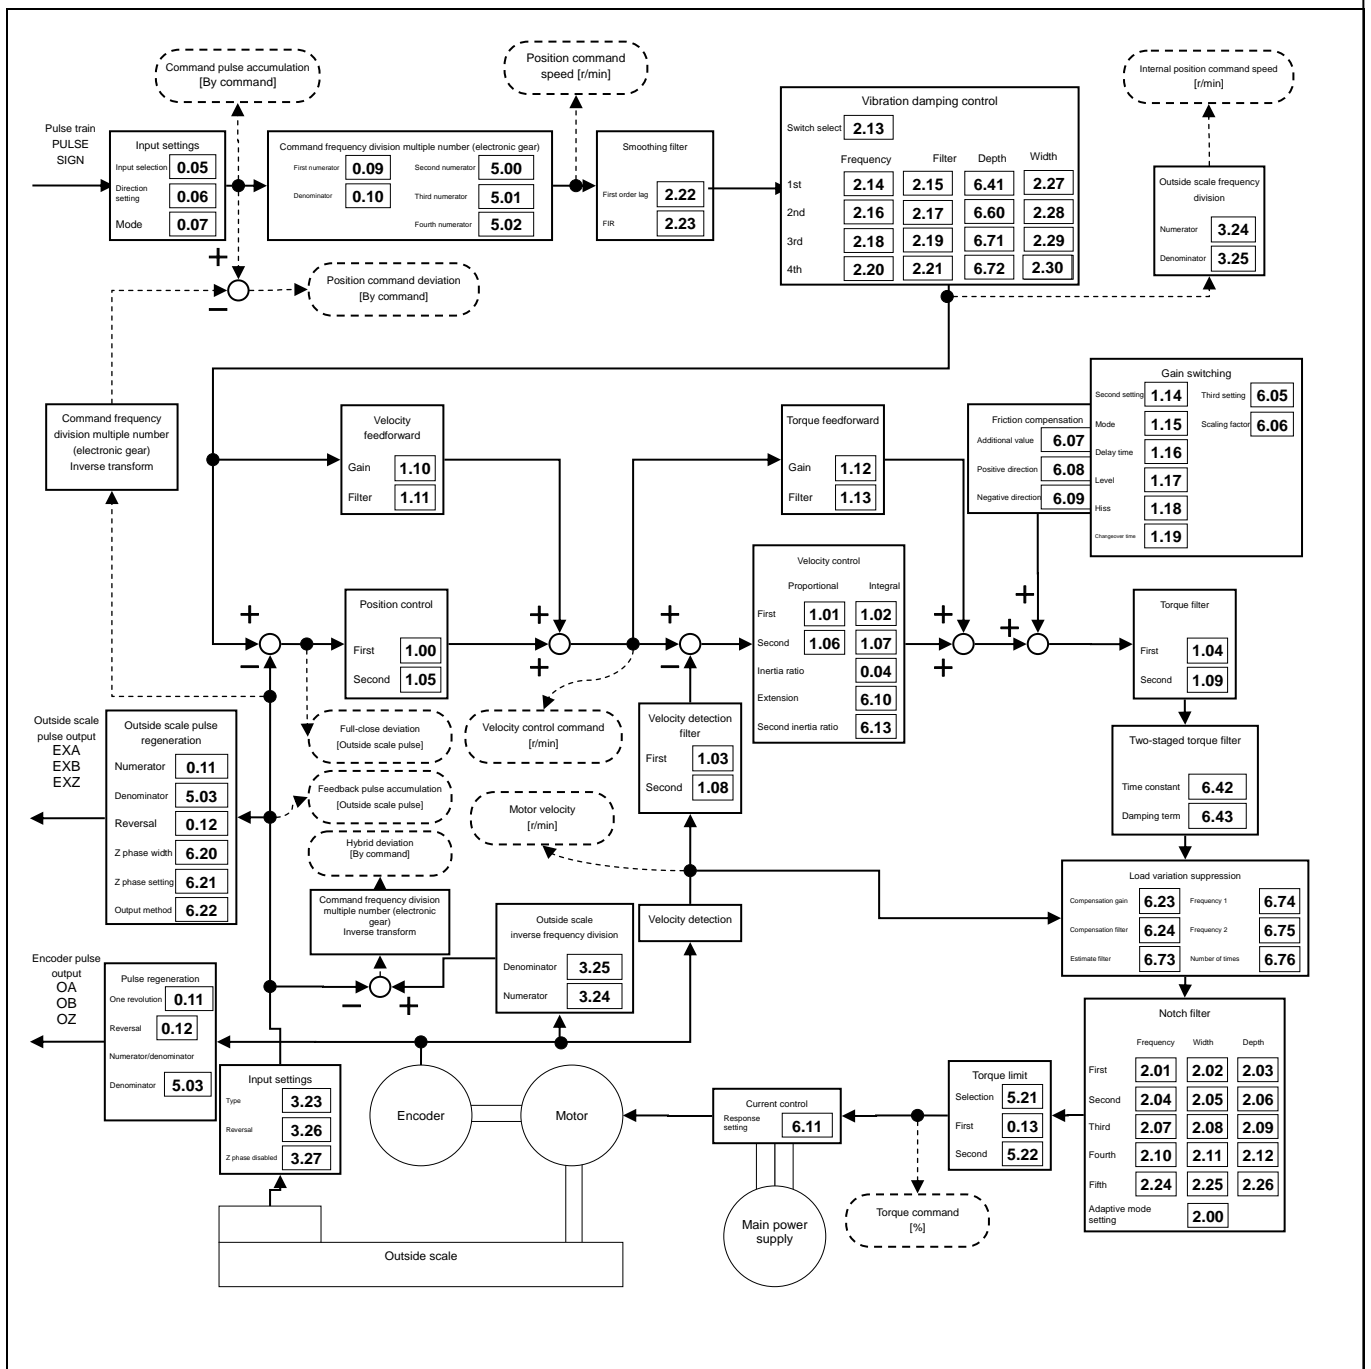 Command pulse accumulation
[By command]
Position command
speed [r/min]
Internal position command speed
[r/min]
Pulse train
PULSE
SIGN
Input settings
Input selection 0.05
Direction
setting 0.06
Mode 0.07
Command frequency division multiple number (electronic gear)
First numerator 0.09 Second numerator 5.00
Denominator 0.10 Third numerator 5.01
Fourth numerator 5.02
Smoothing filter
First order lag 2.22
FIR 2.23
Vibration damping control
Switch select 2.13
Frequency Filter Depth Width
1st 2.14 2.15 6.41 2.27
2nd 2.16 2.17 6.60 2.28
3rd 2.18 2.19 6.71 2.29
4th 2.20 2.21 6.72 2.30
Outside scale frequency
division
Numerator 3.24
Denominator 3.25
+
−
Position command deviation
[By command]
Command frequency
division multiple number
(electronic gear)
Inverse transform
Velocity
feedforward
Gain 1.10
Filter 1.11
Torque feedforward
Gain 1.12
Filter 1.13
Friction compensation
Additional value 6.07
Positive direction 6.08
Negative direction 6.09
Gain switching
Second setting 1.14 Third setting 6.05
Mode 1.15 Scaling factor 6.06
Delay time 1.16
Level 1.17
Hiss 1.18
Changeover time 1.19
+
−
Position control
First 1.00
Second 1.05
+
+
+
−
Velocity control
Proportional Integral
First 1.01 1.02
Second 1.06 1.07
Inertia ratio 0.04
Extension 6.10
Second inertia ratio 6.13
+
+
+
+
Torque filter
First 1.04
Second 1.09
Outside scale
pulse output
EXA
EXB
EXZ
Outside scale pulse
regeneration
Numerator 0.11
Denominator 5.03
Reversal 0.12
Z phase width 6.20
Z phase setting 6.21
Output method 6.22
Full-close deviation
[Outside scale pulse]
Feedback pulse accumulation
[Outside scale pulse]
Hybrid deviation
[By command]
Velocity control command
[r/min]
Motor velocity
[r/min]
Velocity detection
filter
First 1.03
Second 1.08
Two-staged torque filter
Time constant 6.42
Damping term 6.43
Load variation suppression
Compensation gain 6.23 Frequency 1 6.74
Compensation filter 6.24 Frequency 2 6.75
Estimate filter 6.73 Number of times 6.76
Command frequency division
multiple number (electronic
gear)
Inverse transform
Outside scale
inverse frequency division
Denominator 3.25
Numerator 3.24
Velocity detection
−
+
Encoder pulse
output
OA
OB
OZ
Pulse regeneration
One revolution 0.11
Reversal 0.12
Numerator/denominator
Denominator 5.03
Input settings
Type 3.23
Reversal 3.26
Z phase disabled 3.27
Encoder
Motor
Current control
Response
setting 6.11
Torque limit
Selection 5.21
First 0.13
Second 5.22
Notch filter
Frequency Width Depth
First 2.01 2.02 2.03
Second 2.04 2.05 2.06
Third 2.07 2.08 2.09
Fourth 2.10 2.11 2.12
Fifth 2.24 2.25 2.26
Adaptive mode
setting 2.00
Main power
supply
Torque command
[%]
Outside scale